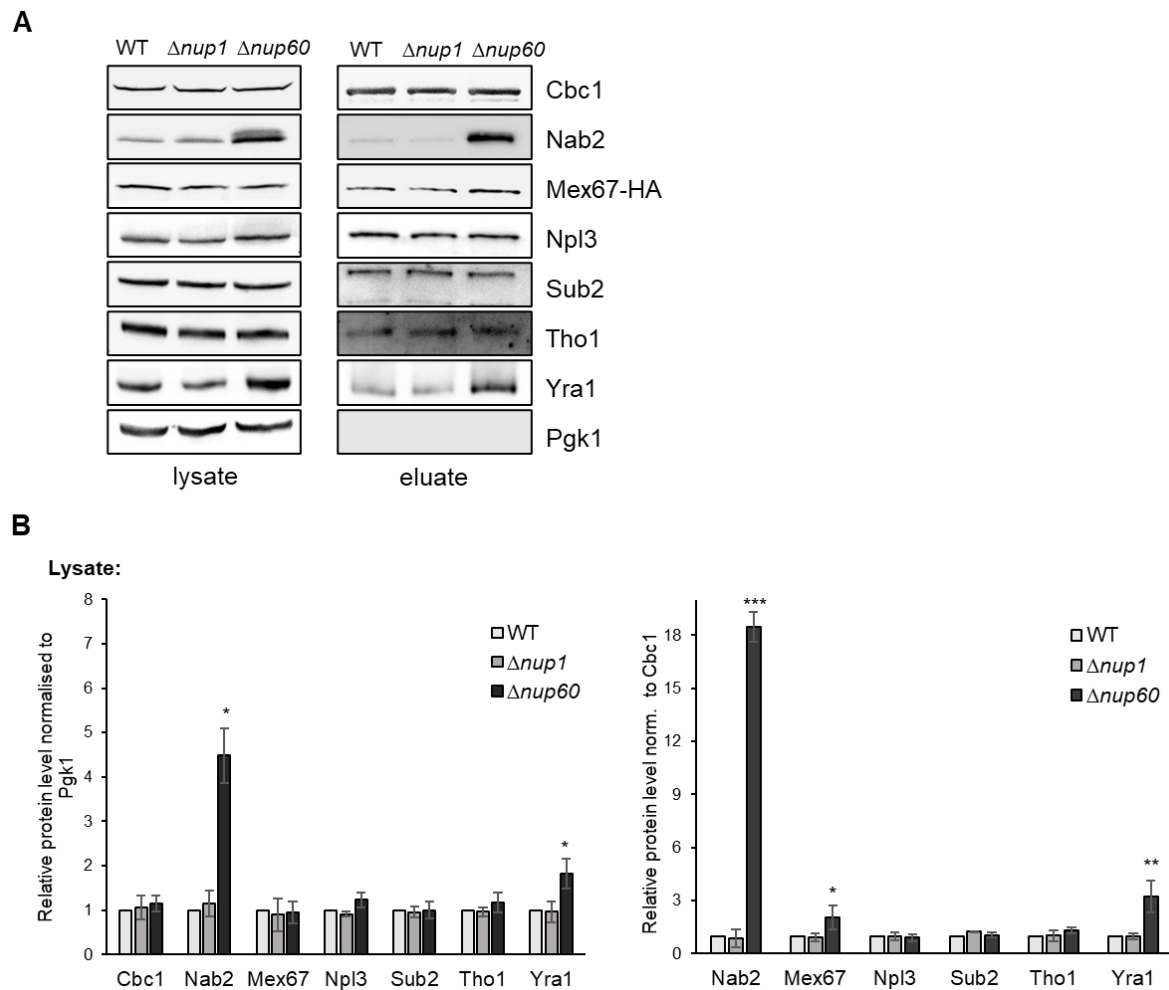 A
WT Δnup1 Δnup60 WT Δnup1 Δnup60
Cbc1
Nab2
Mex67-HA
Npl3
Sub2
Tho1
Yra1
Pgk1
lysate eluate
B
Lysate:
Relative protein level normalised to
Pgk1
8
7
6
5
4
3
2
1
0
WT
Δnup1
Δnup60
*
*
Cbc1 Nab2 Mex67 Npl3 Sub2 Tho1 Yra1
Relative protein level norm. to Cbc1
18
15
12
9
6
3
0
WT
Δnup1
Δnup60
***
*
**
Nab2 Mex67 Npl3 Sub2 Tho1 Yra1